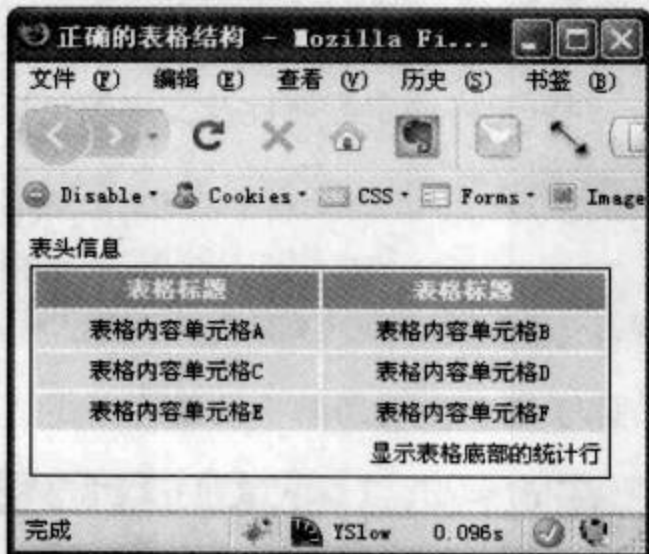 正确的表格结构 - Mozilla Fi...
文件 (F) 编辑 (E) 查看 (V) 历史 (S) 书签 (B)
Disable Cookies CSS Forms Image
表头信息
表格标题 表格标题
表格内容单元格A 表格内容单元格B
表格内容单元格C 表格内容单元格D
表格内容单元格E 表格内容单元格F
显示表格底部的统计行
完成 YSlow 0.096s